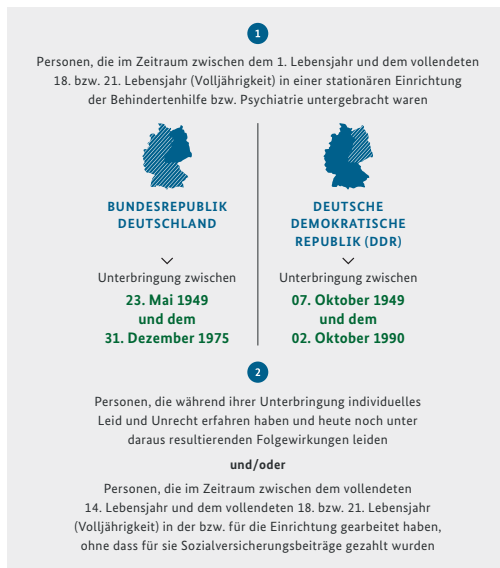 1
Personen, die im Zeitraum zwischen dem 1. Lebensjahr und dem vollendeten
18. bzw. 21. Lebensjahr (Volljährigkeit) in einer stationären Einrichtung
der Behindertenhilfe bzw. Psychiatrie untergebracht waren
BUNDESREPUBLIK
DEUTSCHLAND
Unterbringung zwischen
23. Mai 1949
und dem
31. Dezember 1975
DEUTSCHE
DEMOKRATISCHE
REPUBLIK (DDR)
Unterbringung zwischen
07. Oktober 1949
und dem
02. Oktober 1990
2
Personen, die während ihrer Unterbringung individuelles
Leid und Unrecht erfahren haben und heute noch unter
daraus resultierenden Folgewirkungen leiden
und/oder
Personen, die im Zeitraum zwischen dem vollendeten
14. Lebensjahr und dem vollendeten 18. bzw. 21. Lebensjahr
(Volljährigkeit) in der bzw. für die Einrichtung gearbeitet haben,
ohne dass für sie Sozialversicherungsbeiträge gezahlt wurden